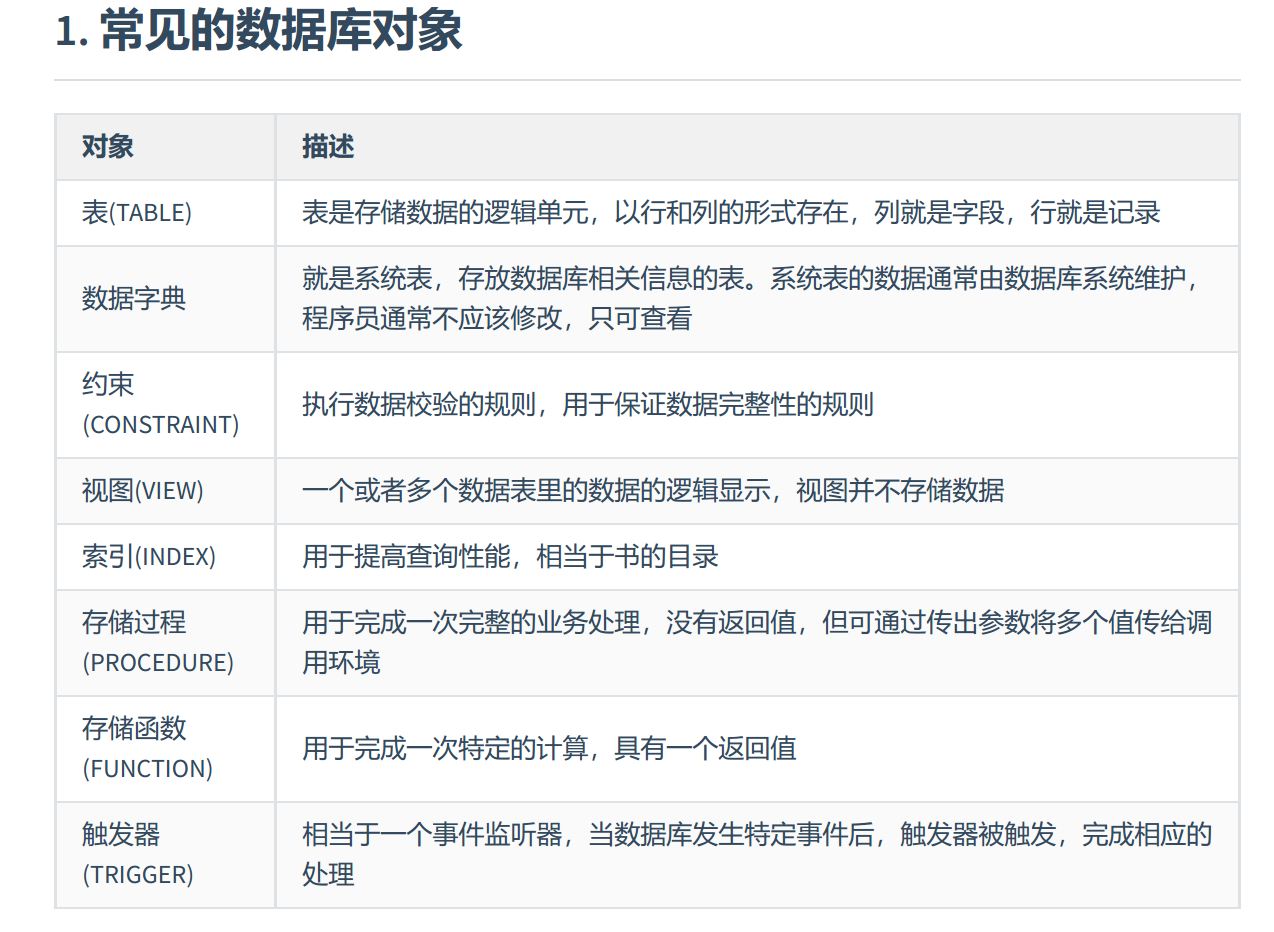 1. 常见的数据库对象
对象
描述
表(TABLE)
表是存储数据的逻辑单元，以行和列的形式存在，列就是字段，行就是记录
数据字典
就是系统表，存放数据库相关信息的表。系统表的数据通常由数据库系统维护，
程序员通常不应该修改，只可查看
约束
(CONSTRAINT)
执行数据校验的规则，用于保证数据完整性的规则
视图(VIEW)
一个或者多个数据表里的数据的逻辑显示，视图并不存储数据
索引(INDEX)
用于提高查询性能，相当于书的目录
存储过程
(PROCEDURE)
用于完成一次完整的业务处理，没有返回值，但可通过传出参数将多个值传给调
用环境
存储函数
(FUNCTION)
用于完成一次特定的计算，具有一个返回值
触发器
(TRIGGER)
相当于一个事件监听器，当数据库发生特定事件后，触发器被触发，完成相应的
处理